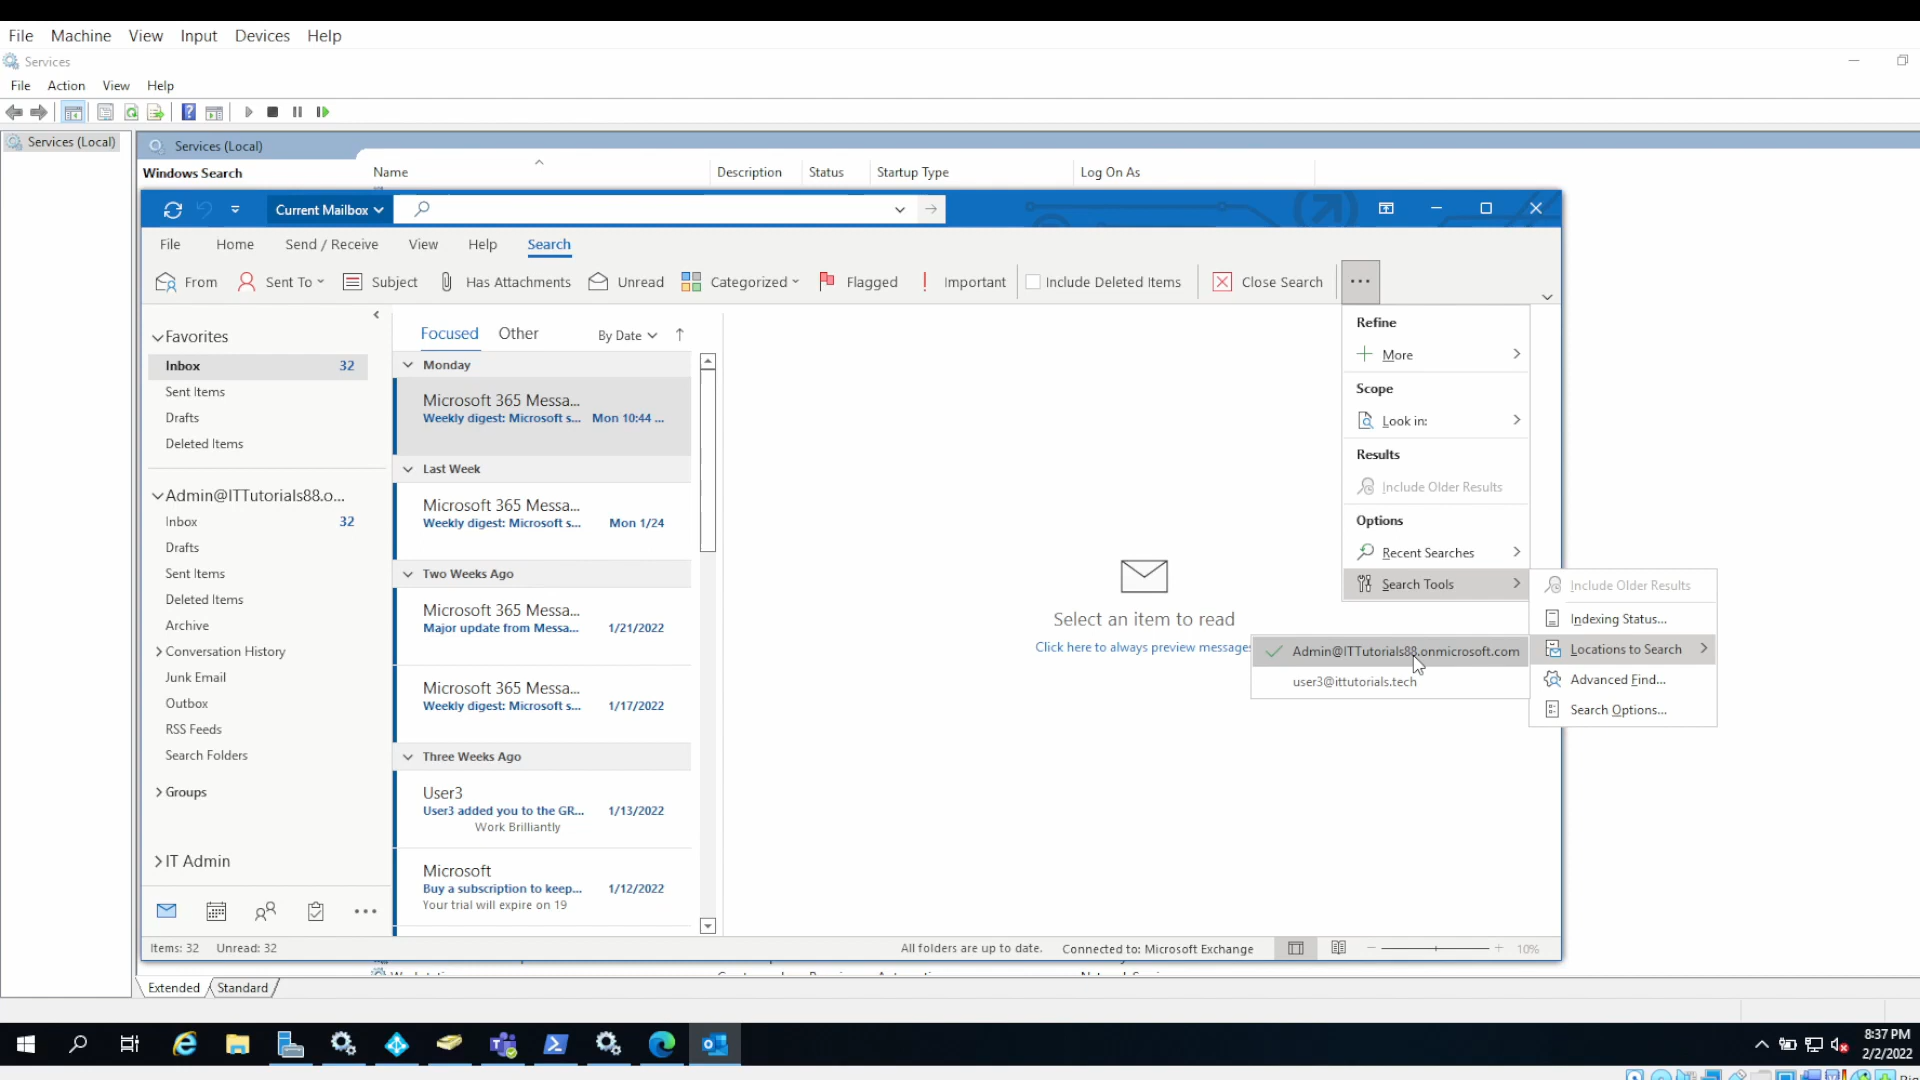 File Machine View Input Devices Help
Services
File Action View Help
Services (Local)
Services (Local)
Windows Search
Name Description Status Startup Type Log On As
Current Mailbox
File Home Send / Receive View Help Search
From Sent To Subject Has Attachments Unread Categorized Flagged Important Include Deleted Items Close Search ...
Favorites
Inbox 32
Sent Items
Drafts
Deleted Items
Admin@ITTutorials88.o...
Inbox 32
Drafts
Sent Items
Deleted Items
Archive
Conversation History
Junk Email
Outbox
RSS Feeds
Search Folders
Groups
IT Admin
Focused Other By Date
Monday
Microsoft 365 Messa...
Weekly digest: Microsoft s... Mon 10:44 ...
Last Week
Microsoft 365 Messa...
Weekly digest: Microsoft s... Mon 1/24
Two Weeks Ago
Microsoft 365 Messa...
Major update from Messa... 1/21/2022
Microsoft 365 Messa...
Weekly digest: Microsoft s... 1/17/2022
Three Weeks Ago
User3
User3 added you to the GR... 1/13/2022
Work Brilliantly
Microsoft
Buy a subscription to keep... 1/12/2022
Your trial will expire on 19
Select an item to read
Click here to always preview messages
Refine
More
Scope
Look in:
Results
Include Older Results
Options
Recent Searches
Search Tools
Include Older Results
Indexing Status...
Locations to Search
Advanced Find...
Search Options...
Admin@ITTutorials88.onmicrosoft.com
user3@ittutorials.tech
Items: 32 Unread: 32 All folders are up to date. Connected to: Microsoft Exchange 10%
Extended Standard
8:37 PM
2/2/2022